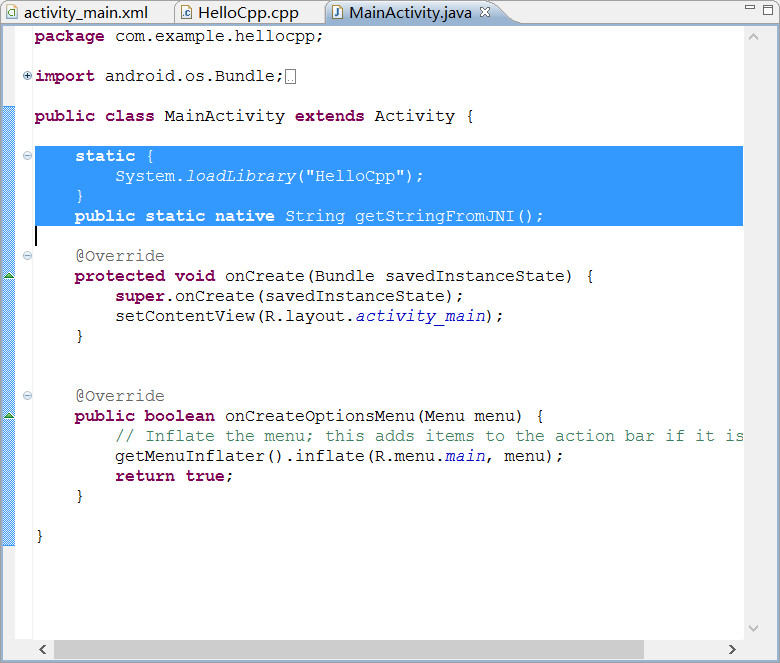 activity_main.xml HelloCpp.cpp MainActivity.java
package com.example.hellocpp;
import android.os.Bundle;
public class MainActivity extends Activity {
static {
System.loadLibrary("HelloCpp");
}
public static native String getStringFromJNI();
@Override
protected void onCreate(Bundle savedInstanceState) {
super.onCreate(savedInstanceState);
setContentView(R.layout.activity_main);
}
@Override
public boolean onCreateOptionsMenu(Menu menu) {
// Inflate the menu; this adds items to the action bar if it is
getMenuInflater().inflate(R.menu.main, menu);
return true;
}
}